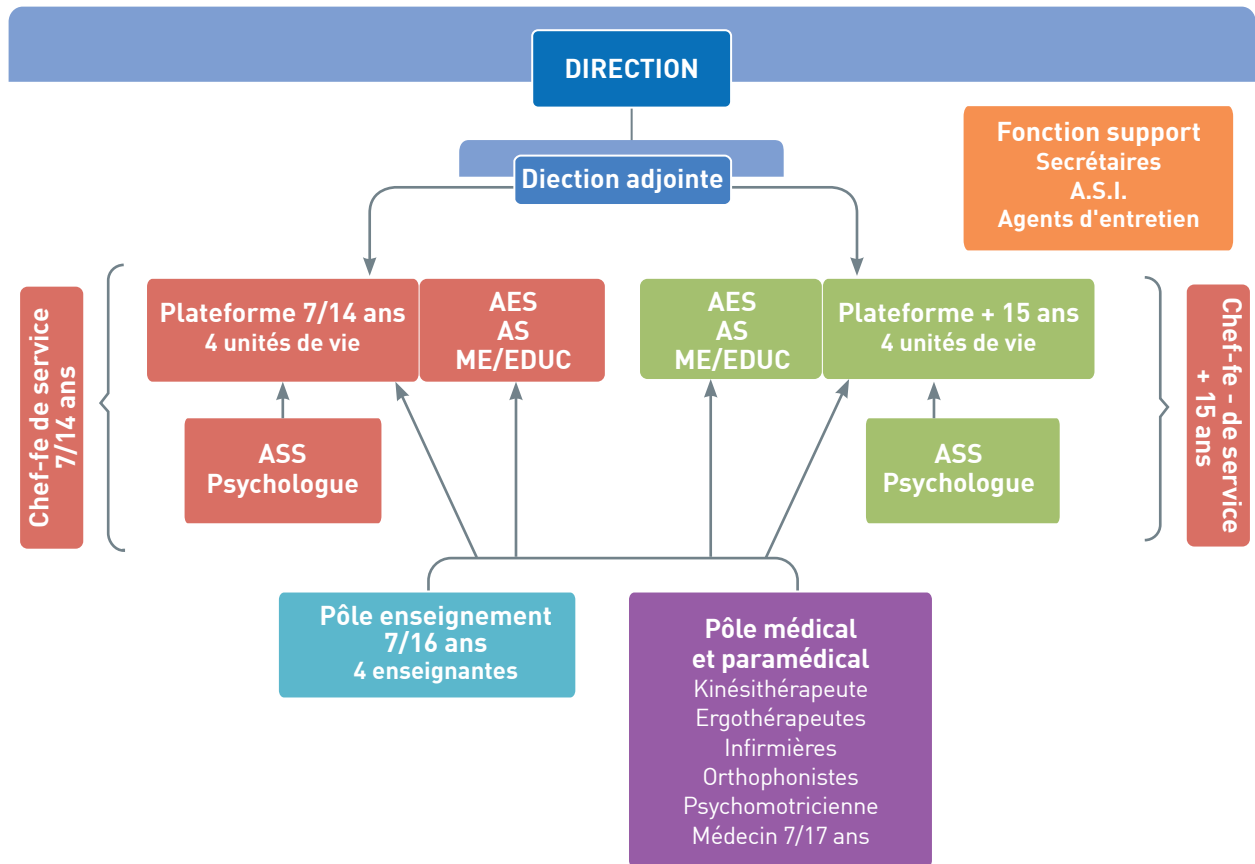 DIRECTION
Diection adjointe
Fonction support
Secrétaires
A.S.I.
Agents d'entretien
Chef-fe de service
7/14 ans
Plateforme 7/14 ans
4 unités de vie
AES
AS
ME/EDUC
AES
AS
ME/EDUC
Plateforme + 15 ans
4 unités de vie
Chef-fe - de service
+ 15 ans
ASS
Psychologue
ASS
Psychologue
Pôle enseignement
7/16 ans
4 enseignantes
Pôle médical
et paramédical
Kinésithérapeute
Ergothérapeutes
Infirmières
Orthophonistes
Psychomotricienne
Médecin 7/17 ans